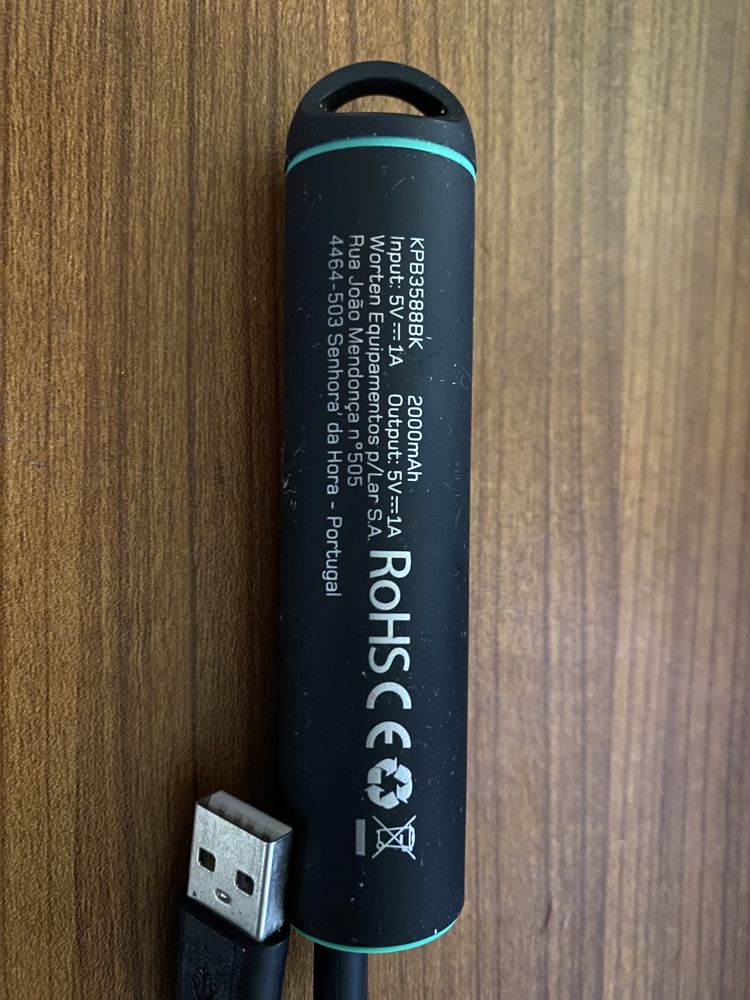 KPB3588BK 2000mAh
Input: 5V⎓1A Output: 5V⎓1A
Worten Equipamentos p/Lar S.A.
Rua João Mendonça nº505
4464-503 Senhora da Hora - Portugal
RoHS CE